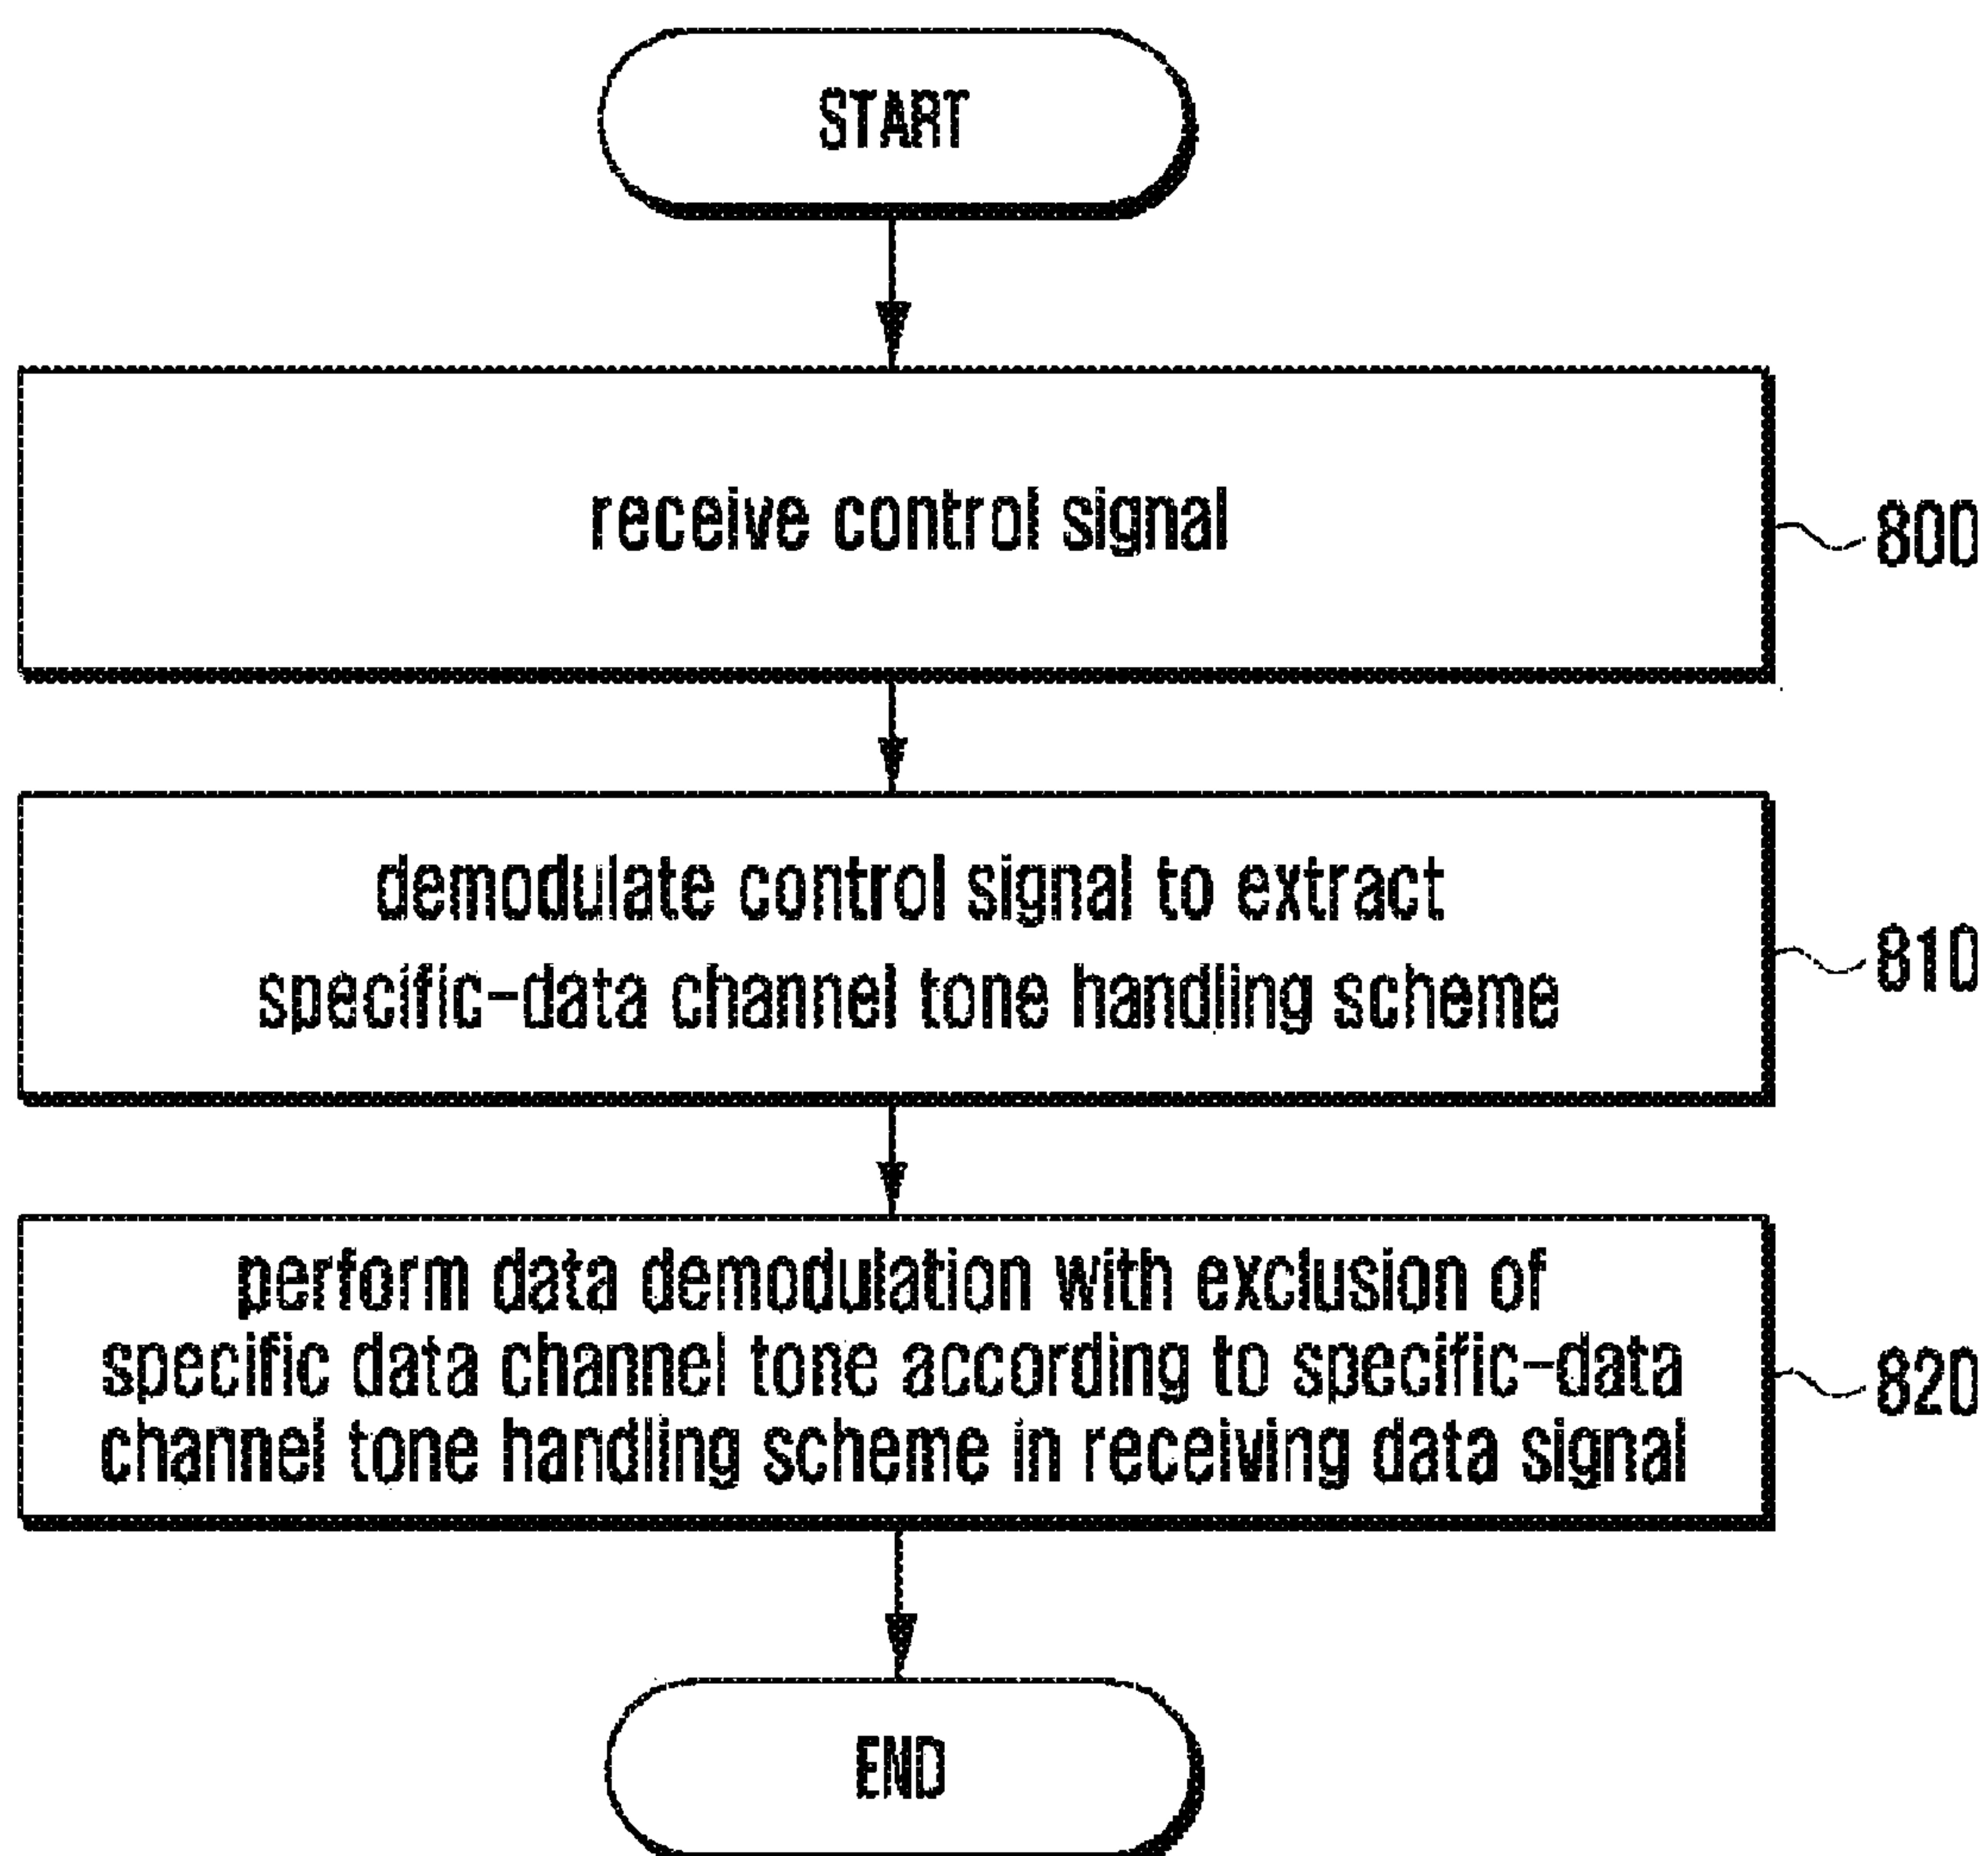 START
receive control signal
800
demodulate control signal to extract
specific-data channel tone handling scheme
810
perform data demodulation with exclusion of
specific data channel tone according to specific-data
channel tone handling scheme in receiving data signal
820
END